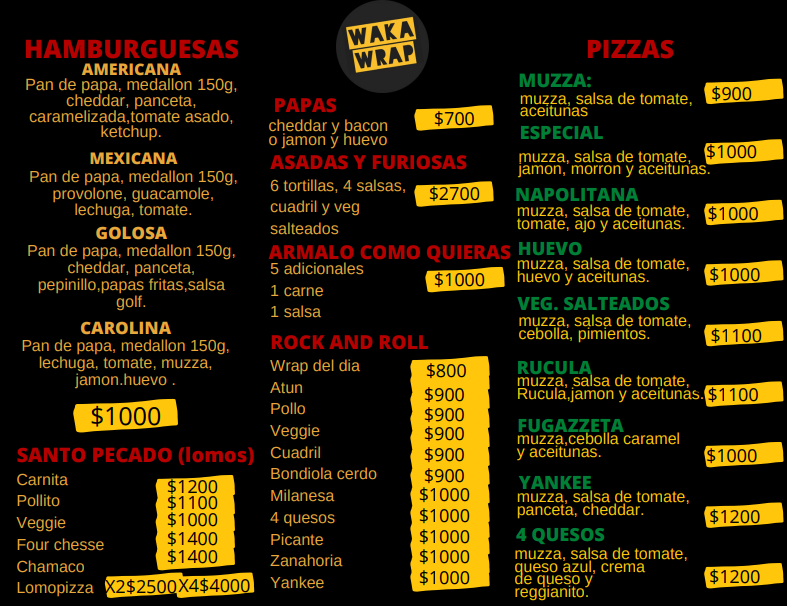 HAMBURGUESAS
AMERICANA
Pan de papa, medallon 150g,
cheddar, panceta,
caramelizada,tomate asado,
ketchup.
MEXICANA
Pan de papa, medallon 150g,
provolone, guacamole,
lechuga, tomate.
GOLOSA
Pan de papa, medallon 150g,
cheddar, panceta,
pepinillo,papas fritas,salsa
golf.
CAROLINA
Pan de papa, medallon 150g,
lechuga, tomate, muzza,
jamon.huevo .
$1000
SANTO PECADO (lomos)
Carnita $1200
Pollito $1100
Veggie $1000
Four chesse $1400
Chamaco $1400
Lomopizza X2$2500X4$4000
WAKA
WRAP
PAPAS
cheddar y bacon $700
o jamon y huevo
ASADAS Y FURIOSAS
6 tortillas, 4 salsas, $2700
cuadril y veg
salteados
ARMALO COMO QUIERAS
5 adicionales
1 carne $1000
1 salsa
ROCK AND ROLL
Wrap del dia $800
Atun $900
Pollo $900
Veggie $900
Cuadril $900
Bondiola cerdo $900
Milanesa $1000
4 quesos $1000
Picante $1000
Zanahoria $1000
Yankee $1000
PIZZAS
MUZZA:
muzza, salsa de tomate, $900
aceitunas
ESPECIAL
muzza, salsa de tomate, $1000
jamon, morron y aceitunas.
NAPOLITANA
muzza, salsa de tomate, $1000
tomate, ajo y aceitunas.
HUEVO
muzza, salsa de tomate, $1000
huevo y aceitunas.
VEG. SALTEADOS
muzza, salsa de tomate, $1100
cebolla, pimientos.
RUCULA
muzza, salsa de tomate,
Rucula,jamon y aceitunas. $1100
FUGAZZETA
muzza,cebolla caramel
y aceitunas. $1000
YANKEE
muzza, salsa de tomate,
panceta, cheddar. $1200
4 QUESOS
muzza, salsa de tomate,
queso azul, crema
de queso y $1200
reggianito.